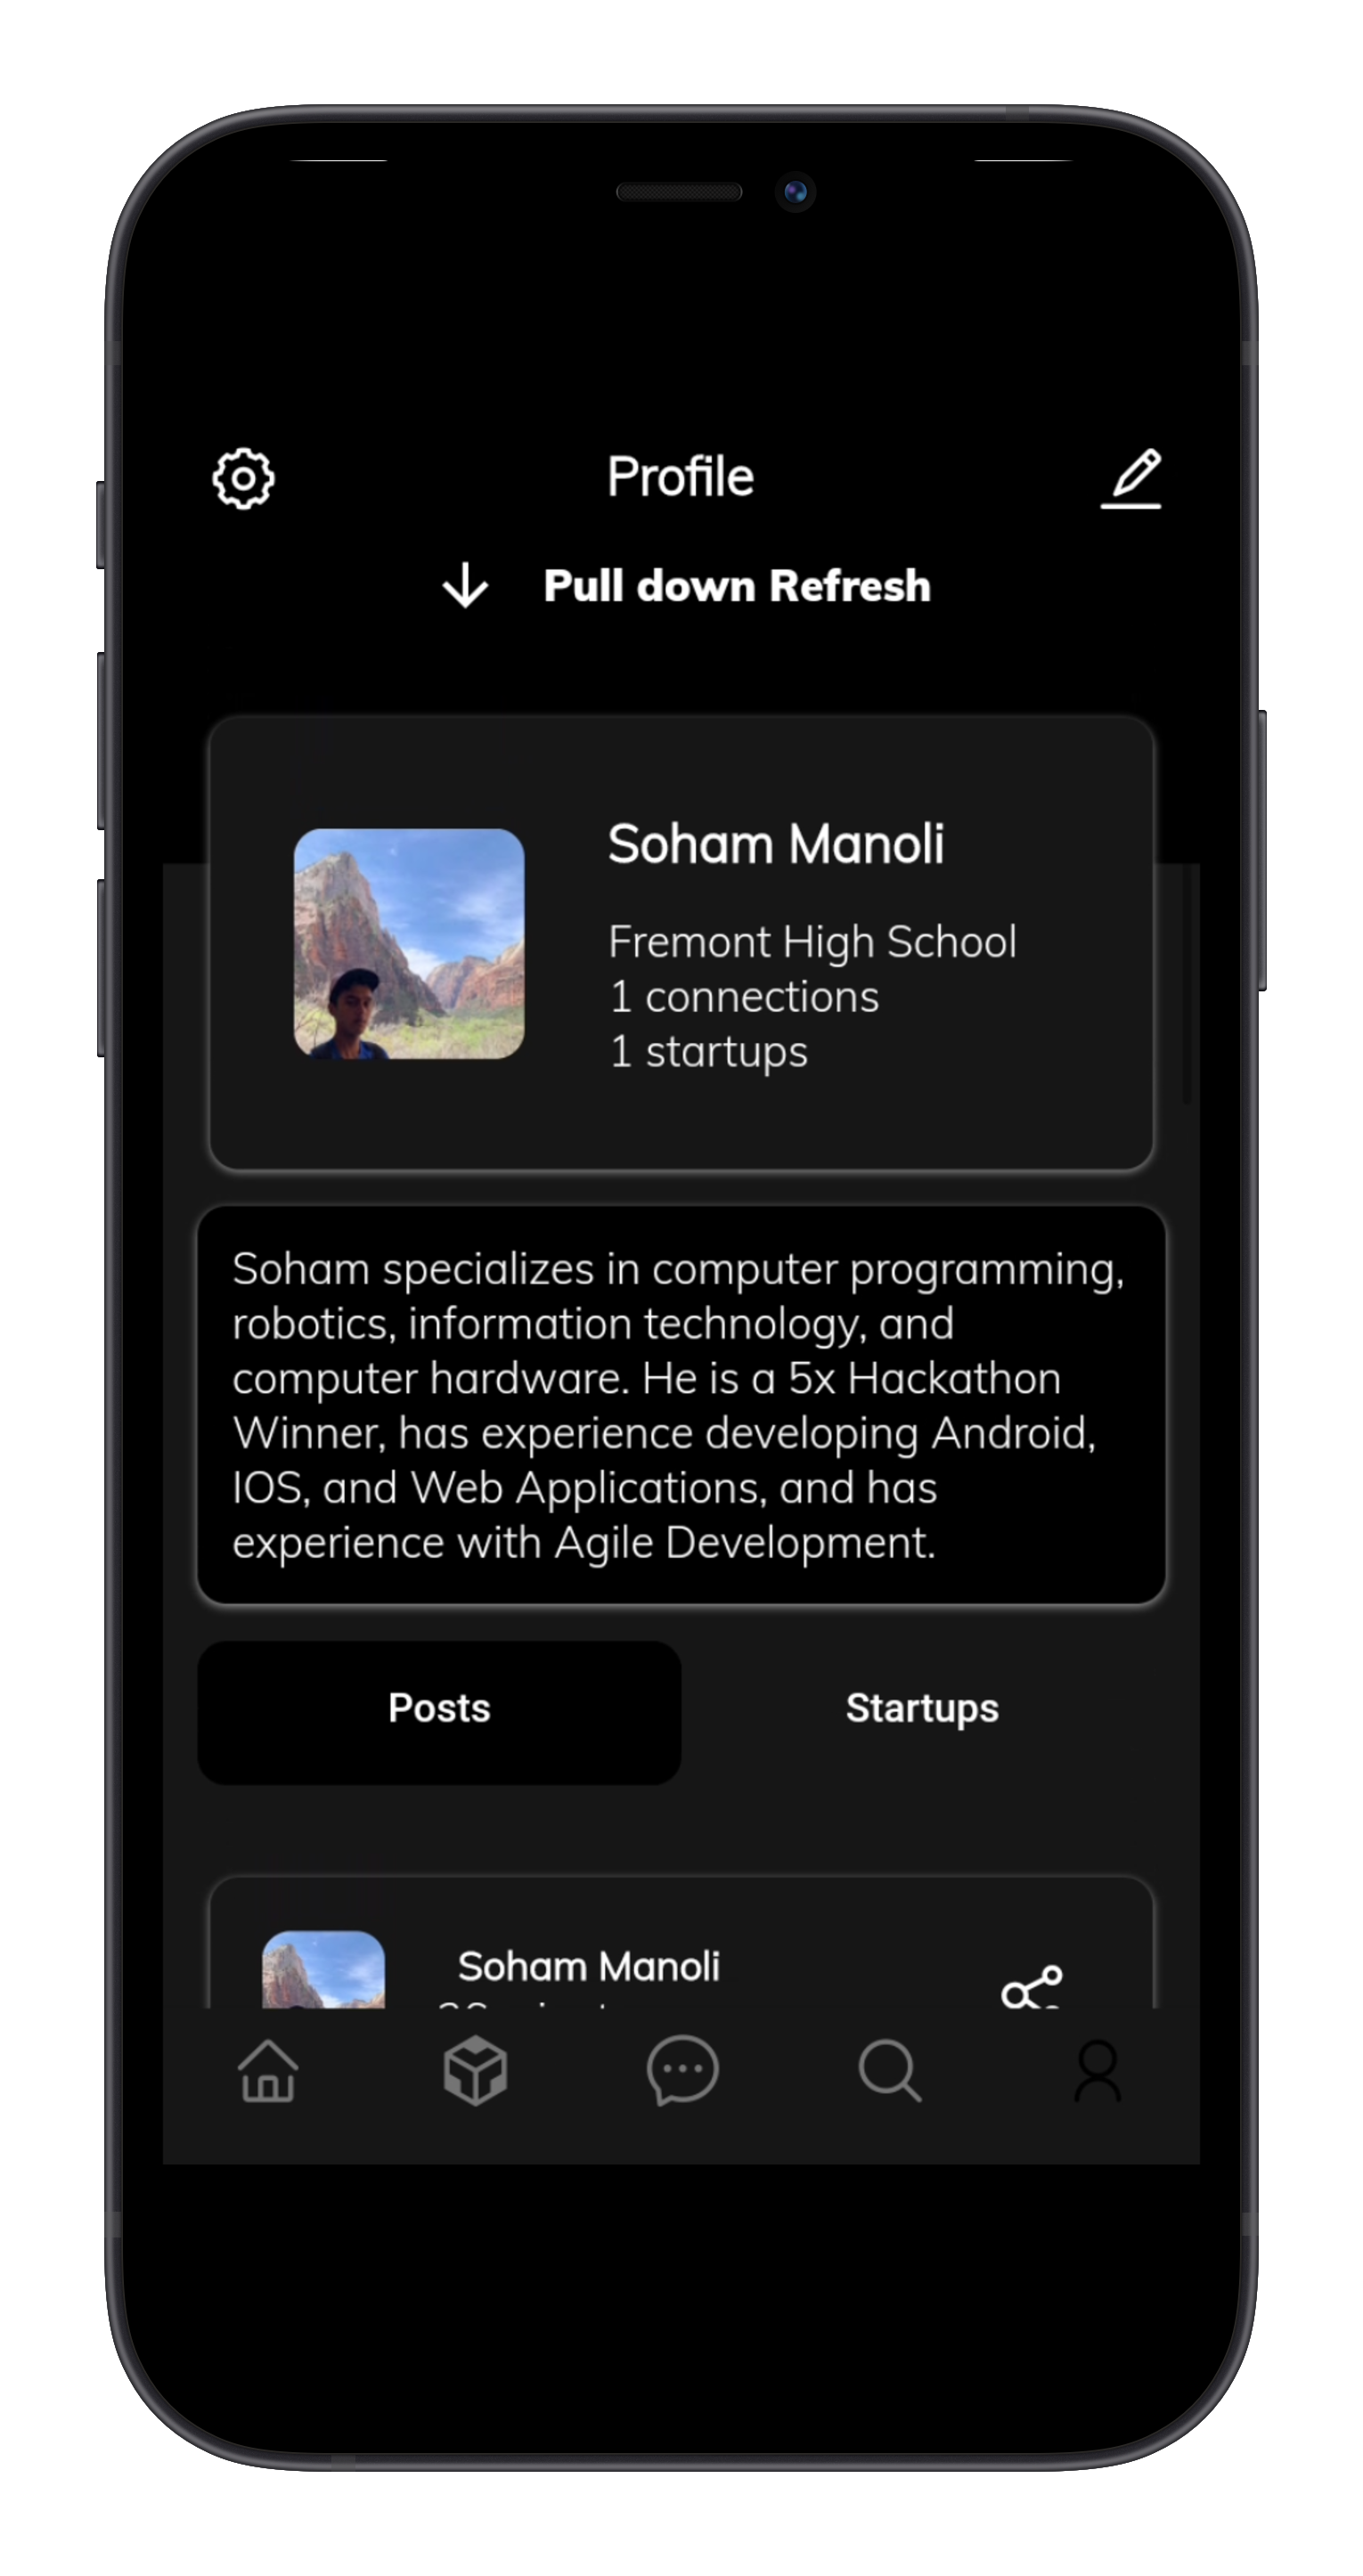 Profile
Pull down Refresh
Soham Manoli
Fremont High School
1 connections
1 startups
Soham specializes in computer programming,
robotics, information technology, and
computer hardware. He is a 5x Hackathon
Winner, has experience developing Android,
IOS, and Web Applications, and has
experience with Agile Development.
Posts
Startups
Soham Manoli